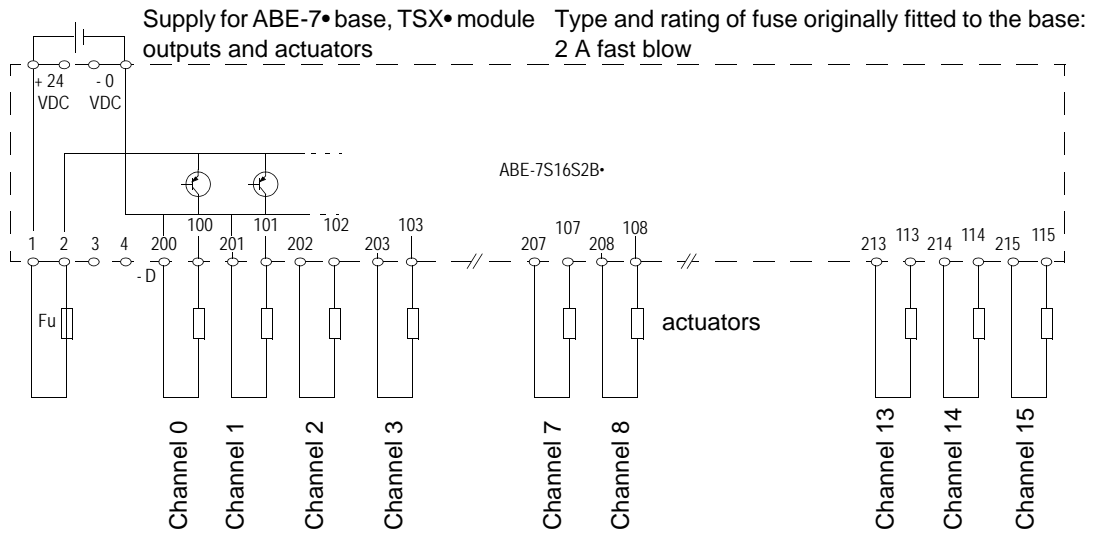 Supply for ABE-7• base, TSX• module
outputs and actuators
Type and rating of fuse originally fitted to the base:
2 A fast blow
+ 24
VDC
- 0
VDC
ABE-7S16S2B•
1 2 3 4 200 100 201 101 202 102 203 103 207 107 208 108 213 113 214 114 215 115
- D
Fu
actuators
Channel 0
Channel 1
Channel 2
Channel 3
Channel 7
Channel 8
Channel 13
Channel 14
Channel 15